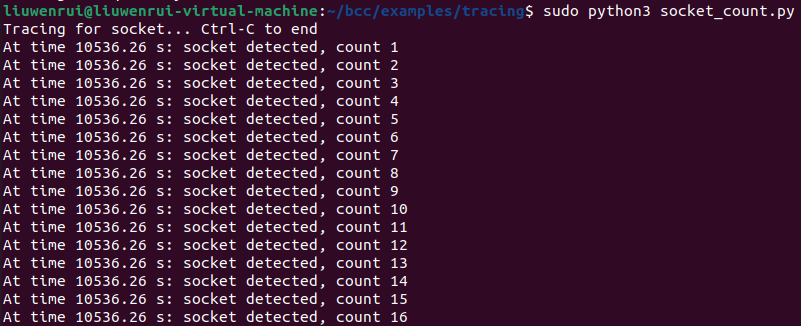 liuwenrui@liuwenrui-virtual-machine:~/bcc/examples/tracing$ sudo python3 socket_count.py
Tracing for socket... Ctrl-C to end
At time 10536.26 s: socket detected, count 1
At time 10536.26 s: socket detected, count 2
At time 10536.26 s: socket detected, count 3
At time 10536.26 s: socket detected, count 4
At time 10536.26 s: socket detected, count 5
At time 10536.26 s: socket detected, count 6
At time 10536.26 s: socket detected, count 7
At time 10536.26 s: socket detected, count 8
At time 10536.26 s: socket detected, count 9
At time 10536.26 s: socket detected, count 10
At time 10536.26 s: socket detected, count 11
At time 10536.26 s: socket detected, count 12
At time 10536.26 s: socket detected, count 13
At time 10536.26 s: socket detected, count 14
At time 10536.26 s: socket detected, count 15
At time 10536.26 s: socket detected, count 16